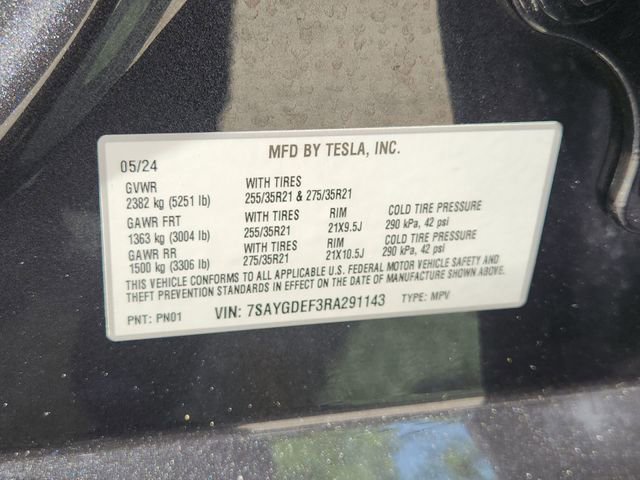 MFD BY TESLA, INC.
05/24
GVWR WITH TIRES
2382 kg (5251 lb) 255/35R21 & 275/35R21
GAWR FRT WITH TIRES RIM COLD TIRE PRESSURE
1363 kg (3004 lb) 255/35R21 21X9.5J 290 kPa, 42 psi
GAWR RR WITH TIRES RIM COLD TIRE PRESSURE
1500 kg (3306 lb) 275/35R21 21X10.5J 290 kPa, 42 psi
THIS VEHICLE CONFORMS TO ALL APPLICABLE U.S. FEDERAL MOTOR VEHICLE SAFETY AND
THEFT PREVENTION STANDARDS IN EFFECT ON THE DATE OF MANUFACTURE SHOWN ABOVE.
PNT: PN01 VIN: 7SAYGDEF3RA291143 TYPE: MPV